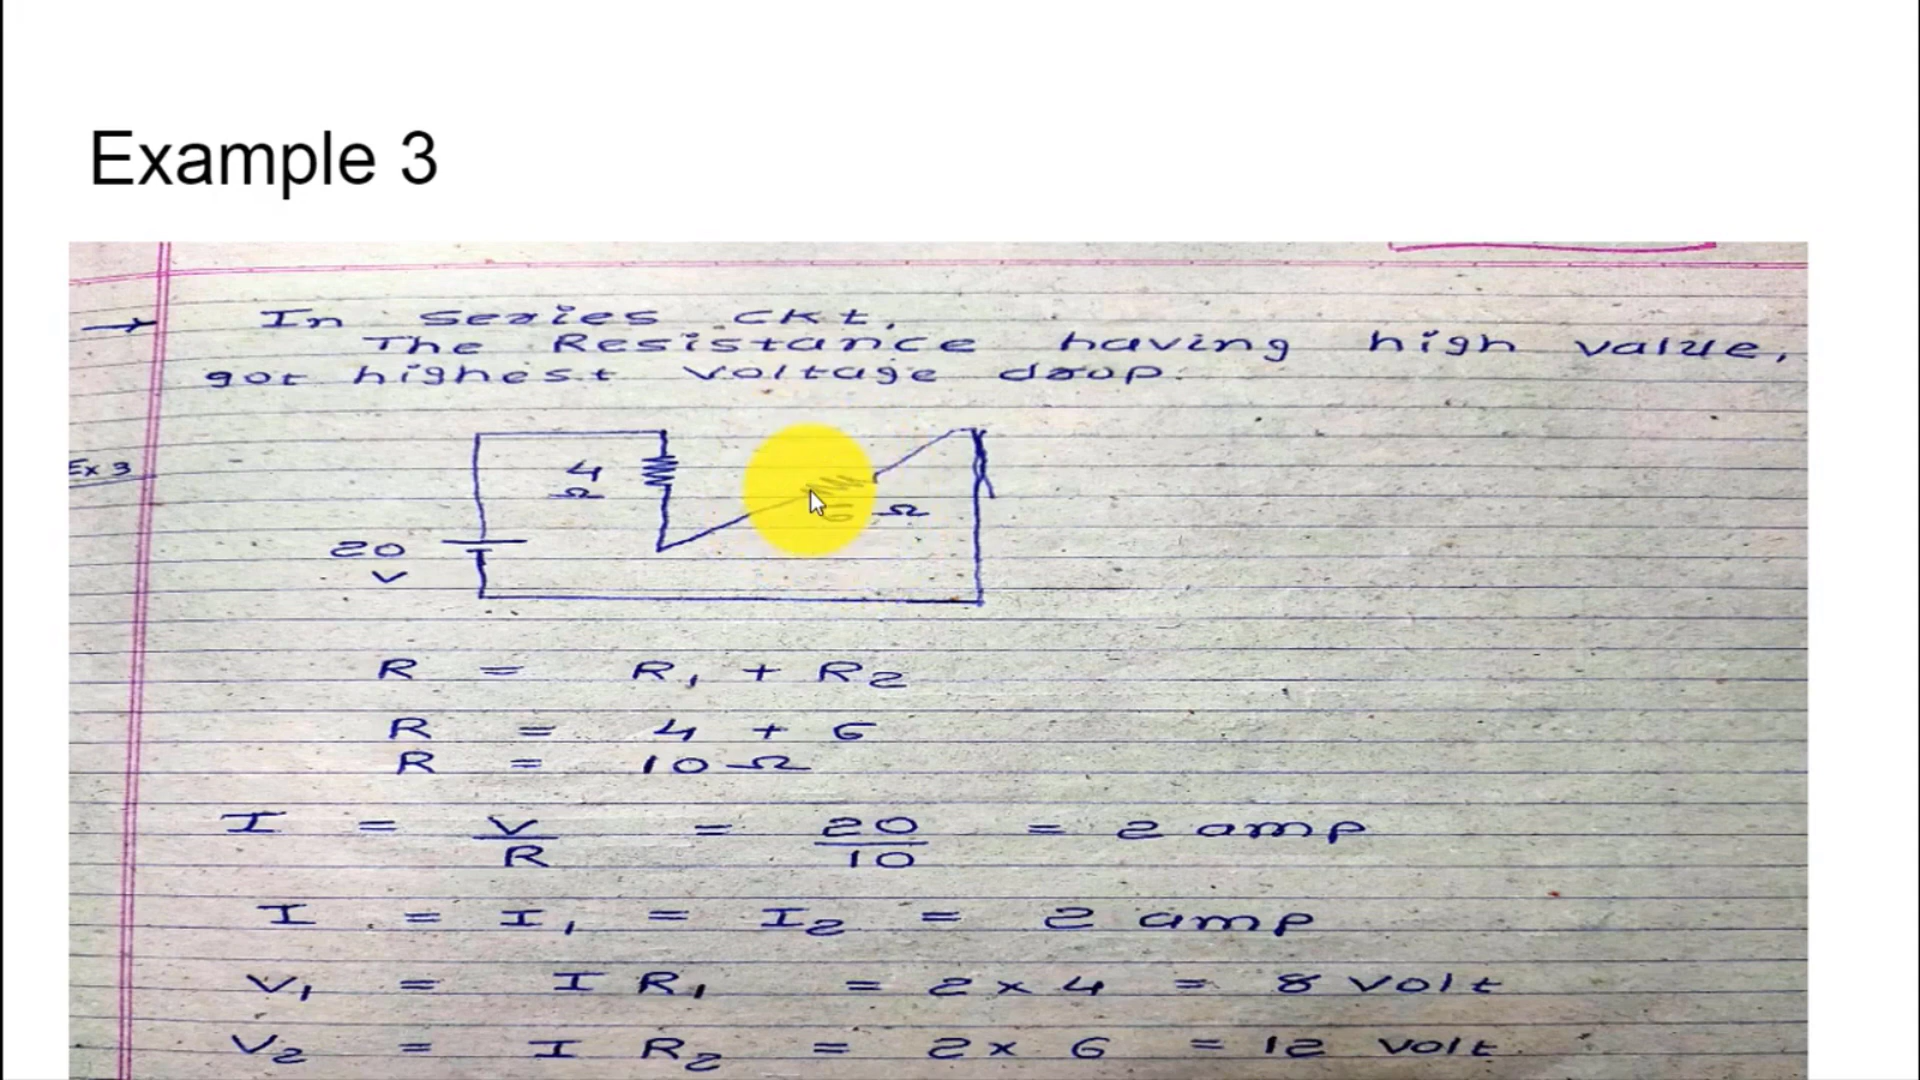 Example 3
→ In series ckt,
The Resistance having high value,
got highest voltage drop.
Ex 3
4
Ω
6 Ω
20
V
R = R₁ + R₂
R = 4 + 6
R = 10 Ω
I = V/R = 20/10 = 2 amp
I = I₁ = I₂ = 2 amp
V₁ = I R₁ = 2 x 4 = 8 volt
V₂ = I R₂ = 2 x 6 = 12 volt